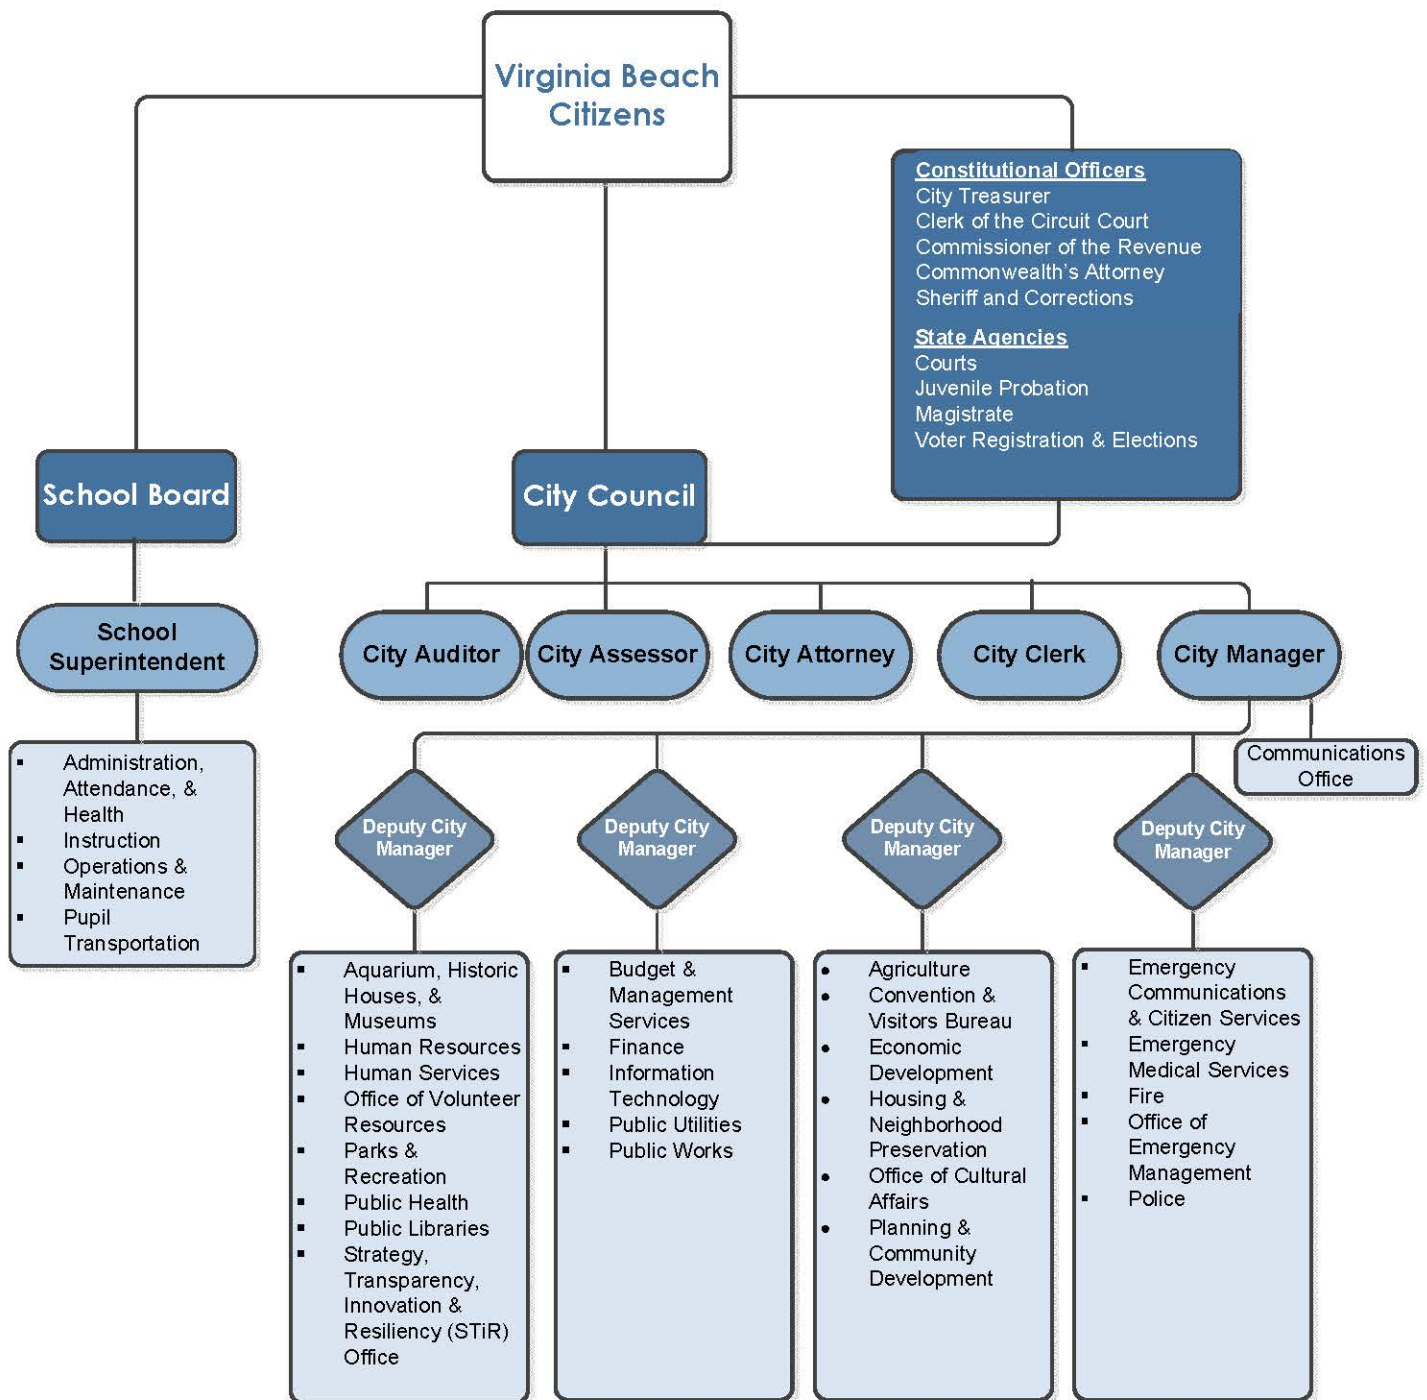 Virginia Beach
Citizens
Constitutional Officers
City Treasurer
Clerk of the Circuit Court
Commissioner of the Revenue
Commonwealth's Attorney
Sheriff and Corrections
State Agencies
Courts
Juvenile Probation
Magistrate
Voter Registration & Elections
School Board
City Council
School
Superintendent
City Auditor
City Assessor
City Attorney
City Clerk
City Manager
Communications
Office
▪ Administration,
Attendance, &
Health
▪ Instruction
▪ Operations &
Maintenance
▪ Pupil
Transportation
Deputy City
Manager
Deputy City
Manager
Deputy City
Manager
Deputy City
Manager
▪ Aquarium, Historic
Houses, &
Museums
▪ Human Resources
▪ Human Services
▪ Office of Volunteer
Resources
▪ Parks &
Recreation
▪ Public Health
▪ Public Libraries
▪ Strategy,
Transparency,
Innovation &
Resiliency (STiR)
Office
▪ Budget &
Management
Services
▪ Finance
▪ Information
Technology
▪ Public Utilities
▪ Public Works
• Agriculture
• Convention &
Visitors Bureau
• Economic
Development
• Housing &
Neighborhood
Preservation
• Office of Cultural
Affairs
• Planning &
Community
Development
▪ Emergency
Communications
& Citizen Services
▪ Emergency
Medical Services
▪ Fire
▪ Office of
Emergency
Management
▪ Police